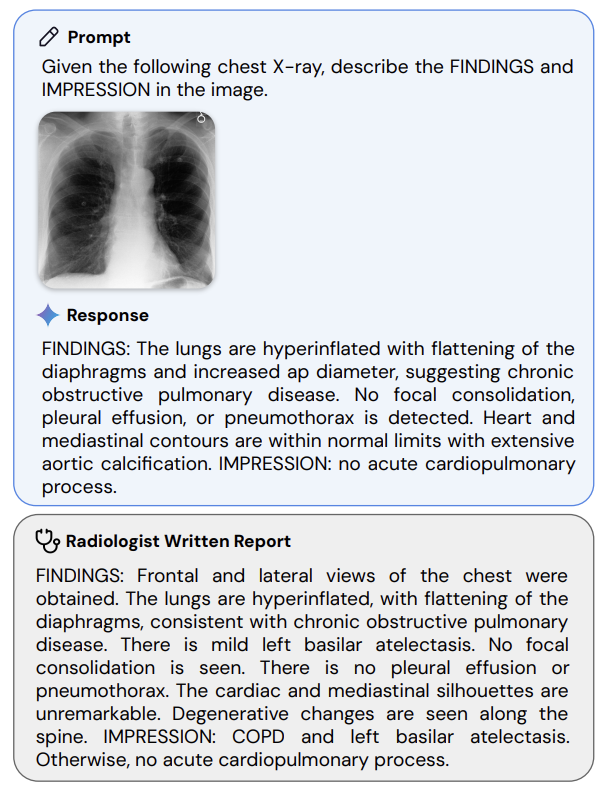 Prompt
Given the following chest X-ray, describe the FINDINGS and
IMPRESSION in the image.
Response
FINDINGS: The lungs are hyperinflated with flattening of the
diaphragms and increased ap diameter, suggesting chronic
obstructive pulmonary disease. No focal consolidation,
pleural effusion, or pneumothorax is detected. Heart and
mediastinal contours are within normal limits with extensive
aortic calcification. IMPRESSION: no acute cardiopulmonary
process.
Radiologist Written Report
FINDINGS: Frontal and lateral views of the chest were
obtained. The lungs are hyperinflated, with flattening of the
diaphragms, consistent with chronic obstructive pulmonary
disease. There is mild left basilar atelectasis. No focal
consolidation is seen. There is no pleural effusion or
pneumothorax. The cardiac and mediastinal silhouettes are
unremarkable. Degenerative changes are seen along the
spine. IMPRESSION: COPD and left basilar atelectasis.
Otherwise, no acute cardiopulmonary process.